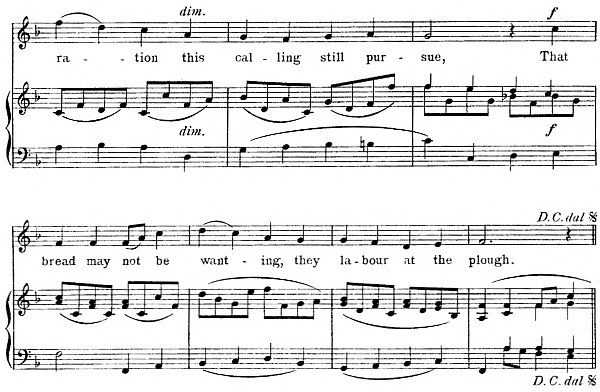 dim. f
ra - - tion this cal - ling still pur - sue, That
dim. f
D. C. dal 𝄋
bread may not be want - ing, they la - bour at the plough.
D. C. dal 𝄋